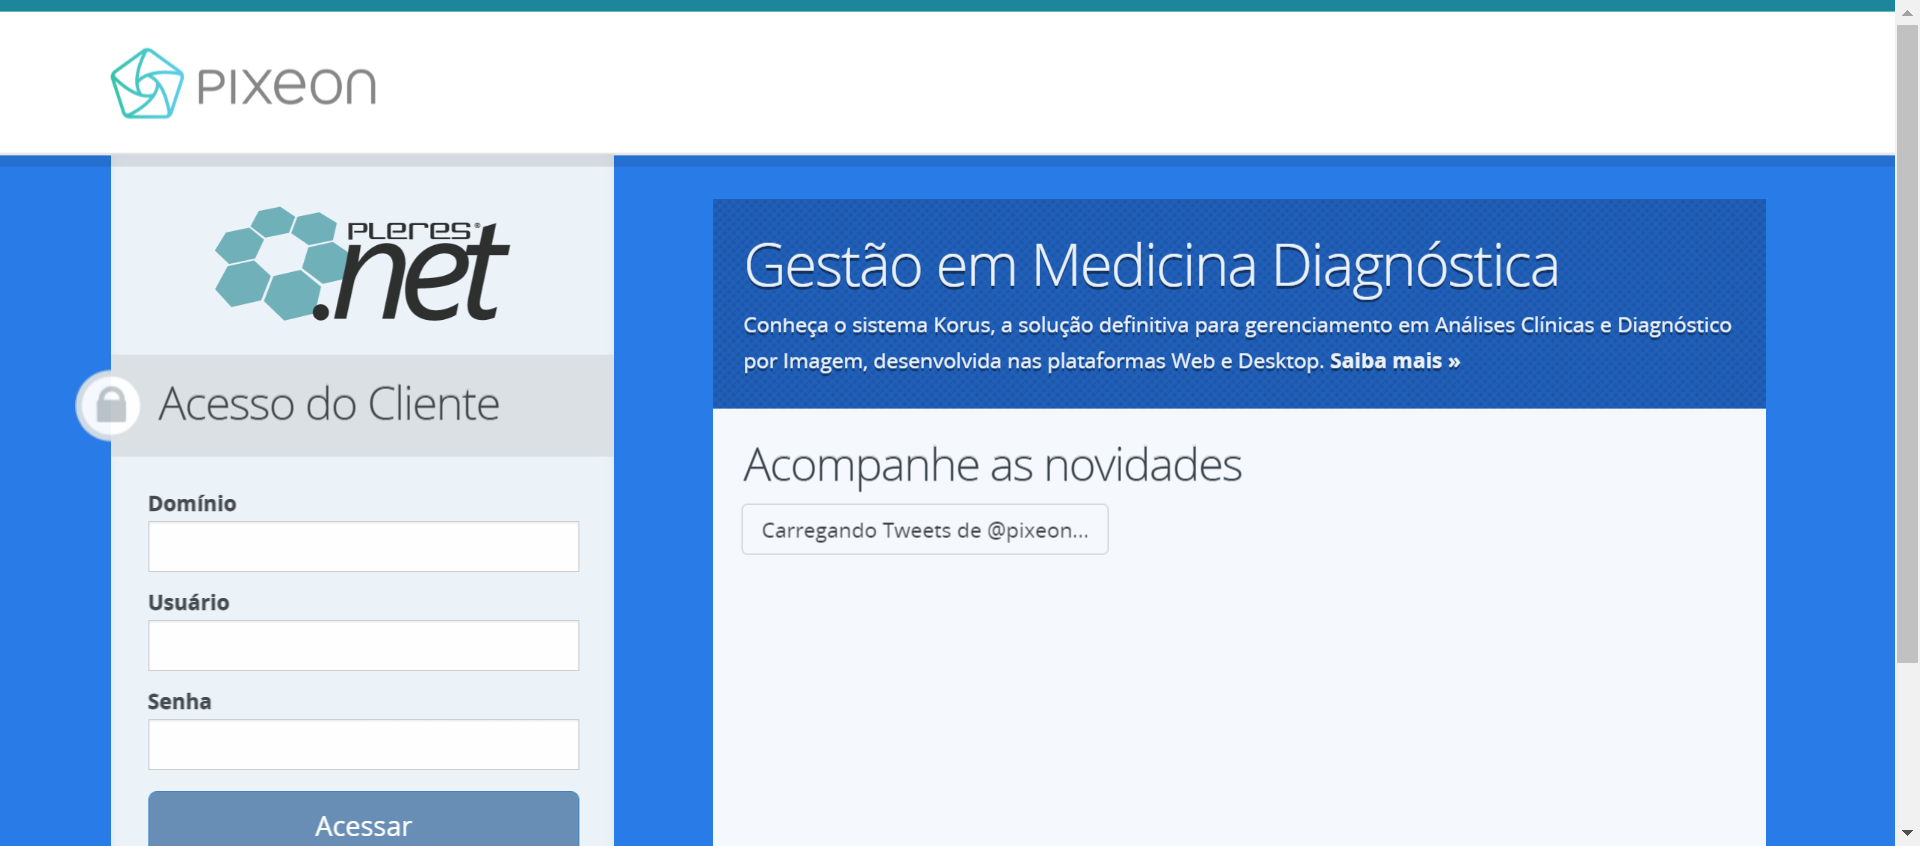 pixeon
PLERES®
.net
Acesso do Cliente
Domínio
Usuário
Senha
Acessar
Gestão em Medicina Diagnóstica
Conheça o sistema Korus, a solução definitiva para gerenciamento em Análises Clínicas e Diagnóstico
por Imagem, desenvolvida nas plataformas Web e Desktop. Saiba mais »
Acompanhe as novidades
Carregando Tweets de @pixeon...